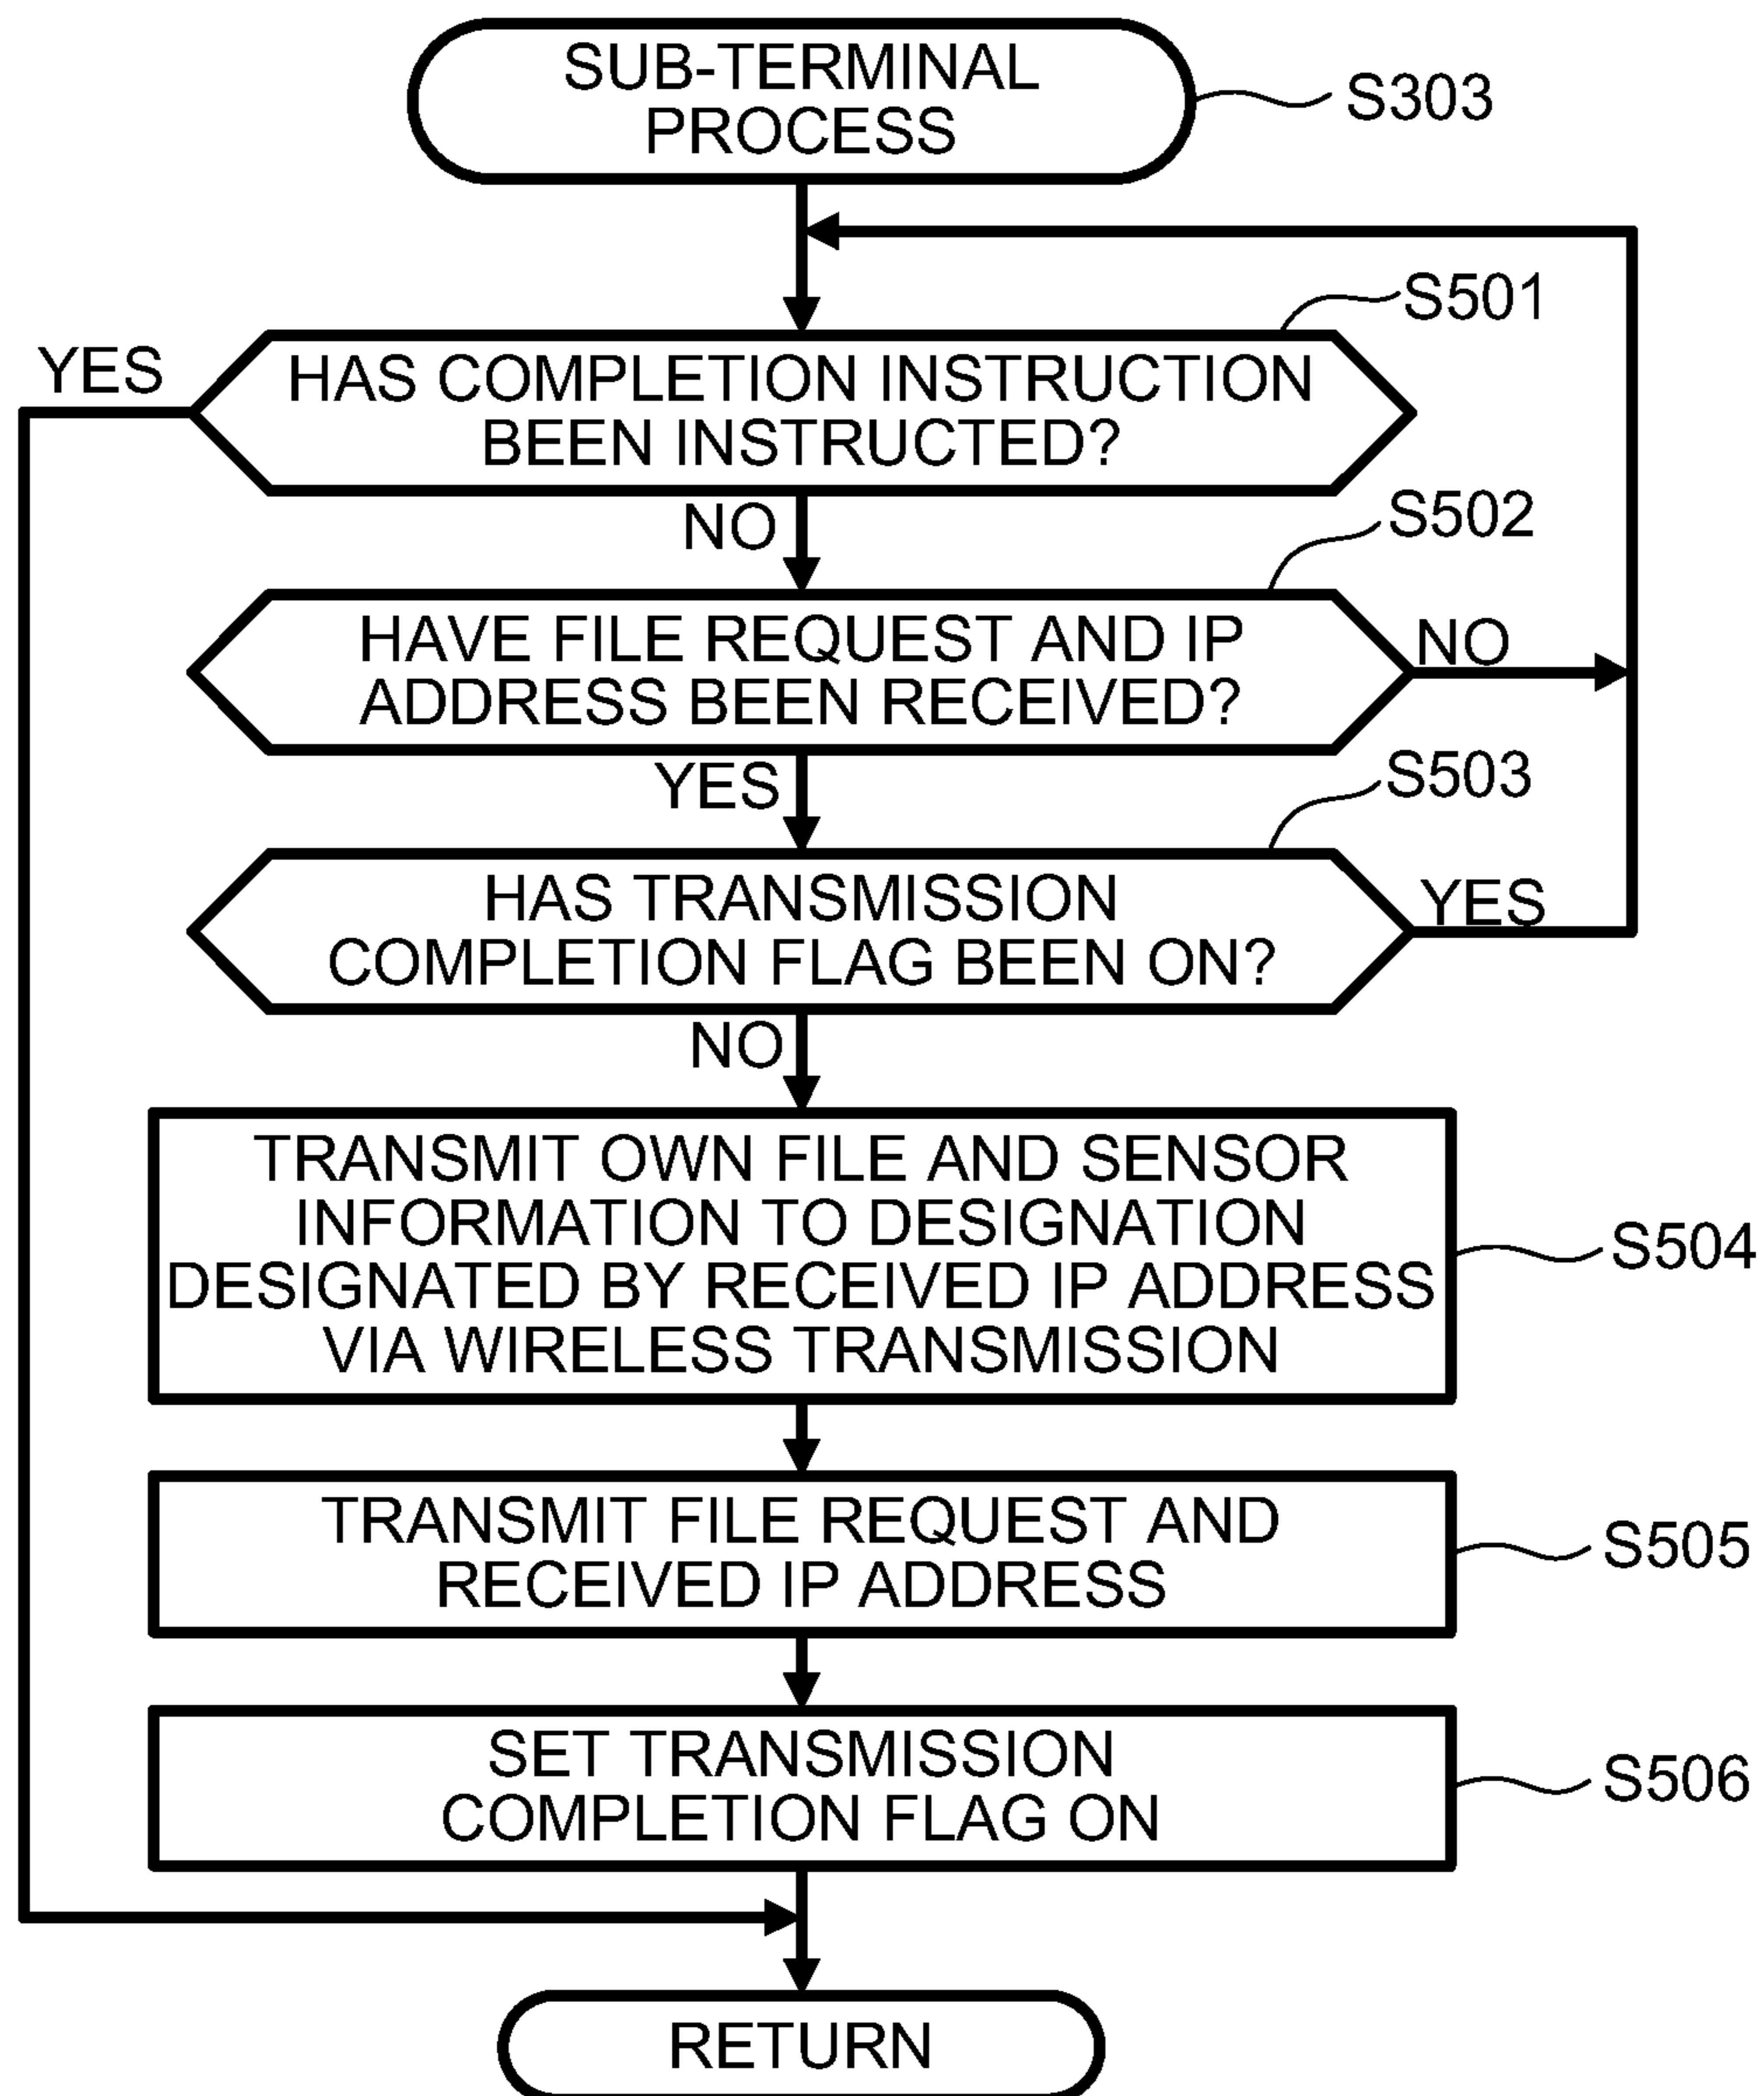 SUB-TERMINAL
PROCESS
S303
S501
YES
HAS COMPLETION INSTRUCTION
BEEN INSTRUCTED?
NO
S502
HAVE FILE REQUEST AND IP
ADDRESS BEEN RECEIVED?
NO
YES
S503
HAS TRANSMISSION
COMPLETION FLAG BEEN ON?
YES
NO
TRANSMIT OWN FILE AND SENSOR
INFORMATION TO DESIGNATION
DESIGNATED BY RECEIVED IP ADDRESS
VIA WIRELESS TRANSMISSION
S504
TRANSMIT FILE REQUEST AND
RECEIVED IP ADDRESS
S505
SET TRANSMISSION
COMPLETION FLAG ON
S506
RETURN